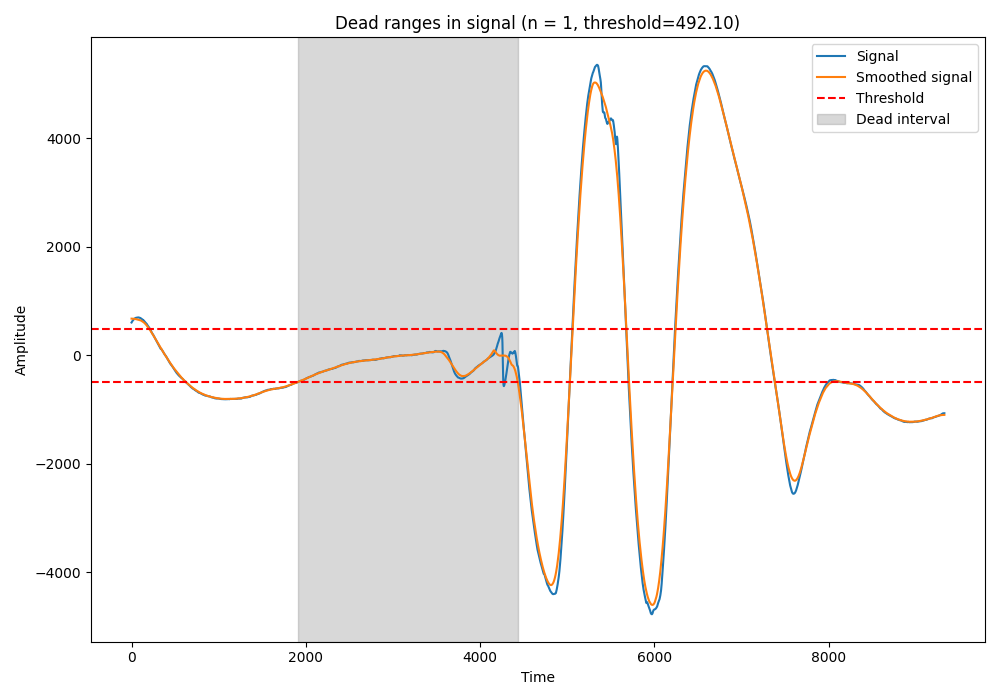 Dead ranges in signal (n = 1, threshold=492.10)
Signal
Smoothed signal
Threshold
Dead interval
Amplitude
4000
2000
0
−2000
−4000
0
2000
4000
6000
8000
Time